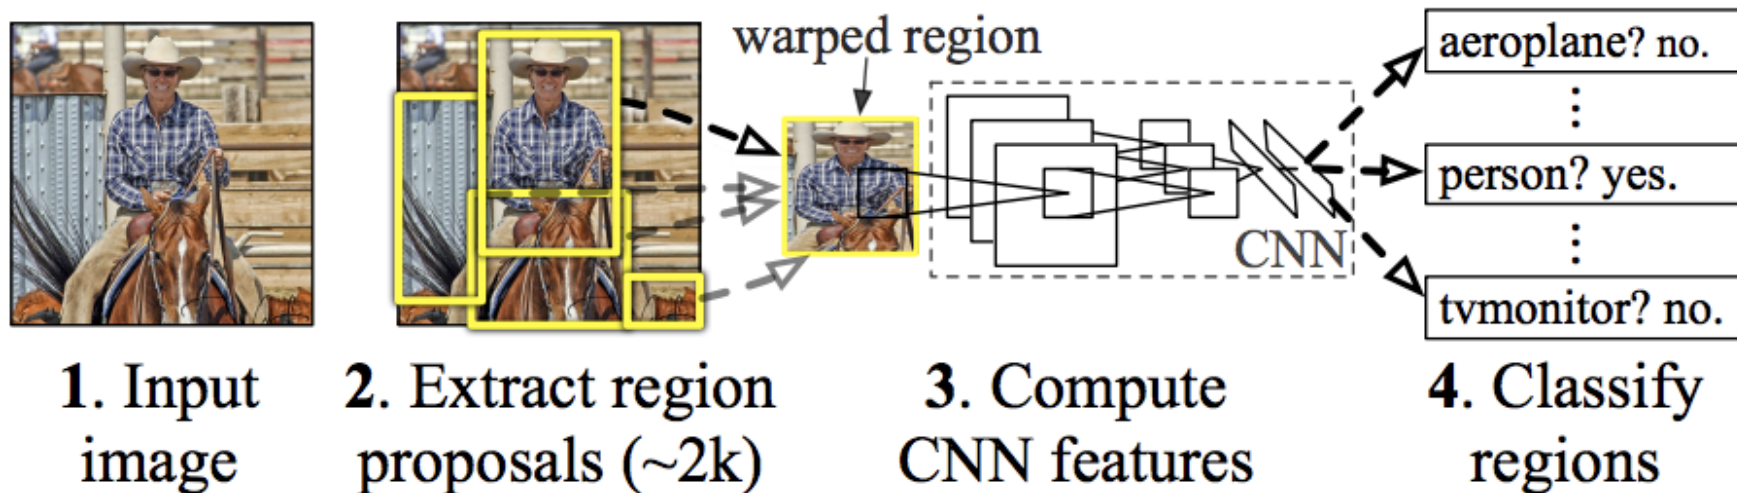 warped region
aeroplane? no.
person? yes.
CNN
tvmonitor? no.
1. Input
image
2. Extract region
proposals (~2k)
3. Compute
CNN features
4. Classify
regions